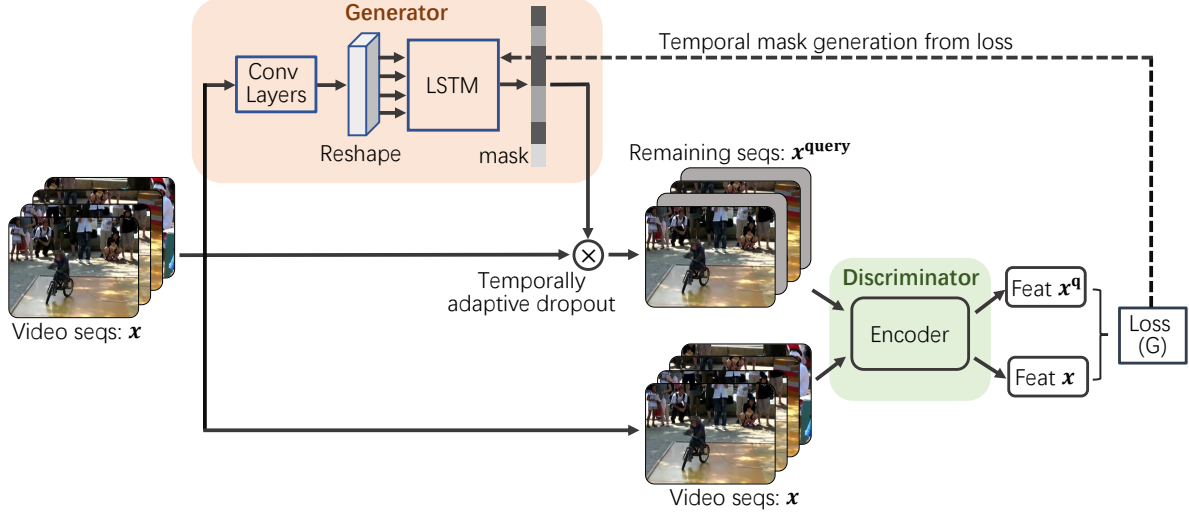 Generator
Temporal mask generation from loss
Conv
Layers
LSTM
Reshape
mask
Remaining seqs: x^query
Temporally
adaptive dropout
Video seqs: x
Discriminator
Encoder
Feat x^q
Feat x
Loss
(G)
Video seqs: x